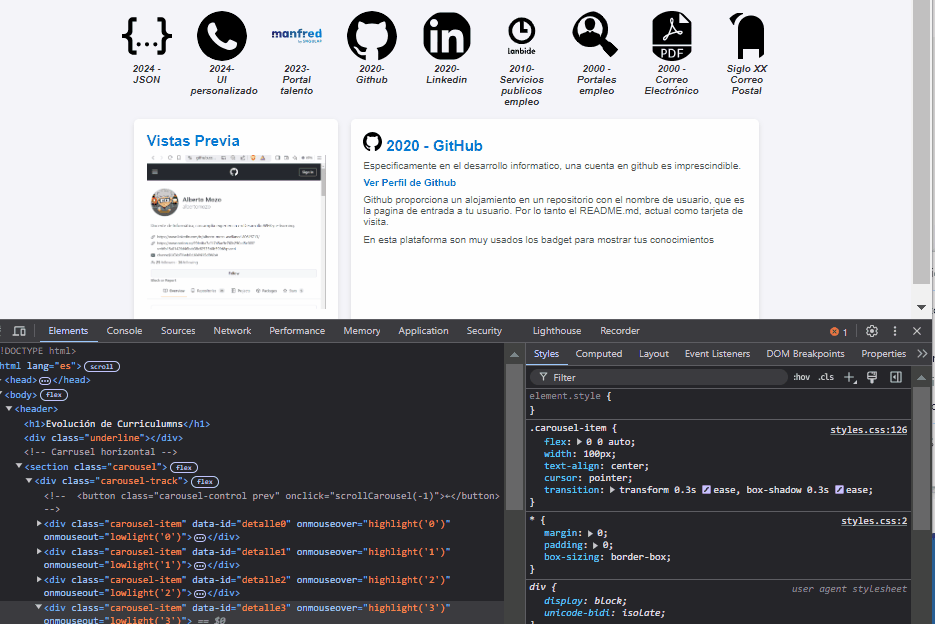 {...}
manfred
by SNGULAR
in
lanbide
PDF
2024 -
JSON
2024-
UI
personalizado
2023-
Portal
talento
2020-
Github
2020-
Linkedin
2010-
Servicios
publicos
empleo
2000 -
Portales
empleo
2000 -
Correo
Electrónico
Siglo XX
Correo
Postal
Vistas Previa
Alberto Mozo
2020 - GitHub
Especificamente en el desarrollo informatico, una cuenta en github es imprescindible.
Ver Perfil de Github
Github proporciona un alojamiento en un repositorio con el nombre de usuario, que es
la pagina de entrada a tu usuario. Por lo tanto el README.md, actual como tarjeta de
visita.
En esta plataforma son muy usados los badget para mostrar tus conocimientos
Elements Console Sources Network Performance Memory Application Security Lighthouse Recorder 1
!DOCTYPE html>
html lang="es"> scroll
<head>…</head>
<body> flex
<header>
<h1>Evolución de Curriculumns</h1>
<div class="underline"></div>
<!-- Carrusel horizontal -->
<section class="carousel"> flex
<div class="carousel-track"> flex
<!-- <button class="carousel-control prev" onclick="scrollCarousel(-1)">←</button>
-->
<div class="carousel-item" data-id="detalle0" onmouseover="highlight('0')"
onmouseout="lowlight('0')">…</div>
<div class="carousel-item" data-id="detalle1" onmouseover="highlight('1')"
onmouseout="lowlight('1')">…</div>
<div class="carousel-item" data-id="detalle2" onmouseover="highlight('2')"
onmouseout="lowlight('2')">…</div>
<div class="carousel-item" data-id="detalle3" onmouseover="highlight('3')"
onmouseout="lowlight('3')"> == $0
Styles Computed Layout Event Listeners DOM Breakpoints Properties
Filter :hov .cls
element.style {
}
.carousel-item { styles.css:126
flex: 0 0 auto;
width: 100px;
text-align: center;
cursor: pointer;
transition: transform 0.3s ease, box-shadow 0.3s ease;
}
* { styles.css:2
margin: 0;
padding: 0;
box-sizing: border-box;
}
div { user agent stylesheet
display: block;
unicode-bidi: isolate;